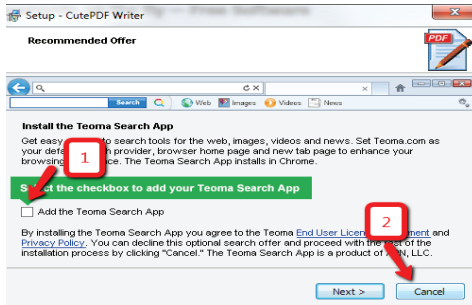 Setup - CutePDF Writer
Recommended Offer
PDF
Search Web Images Videos News
Install the Teoma Search App
Get easy to search tools for the web, images, videos and news. Set Teoma.com as
your provider, browser home page and new tab page to enhance your
browsing The Teoma Search App installs in Chrome.
1
the checkbox to add your Teoma Search App
Add the Teoma Search App
2
By installing the Teoma Search App you agree to the Teoma End User and
Privacy Policy. You can decline this optional search offer and proceed with the rest of the
installation process by clicking "Cancel." The Teoma Search App is a product of LLC.
Next >
Cancel